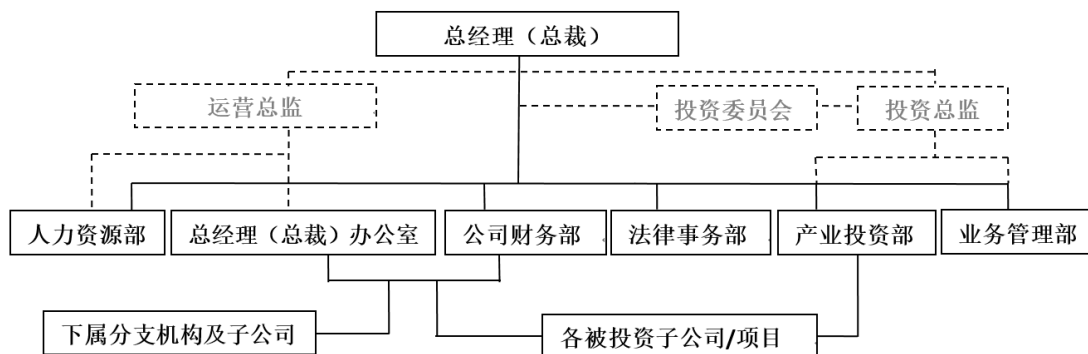 总经理（总裁）
运营总监
投资委员会
投资总监
人力资源部
总经理（总裁）办公室
公司财务部
法律事务部
产业投资部
业务管理部
下属分支机构及子公司
各被投资子公司/项目